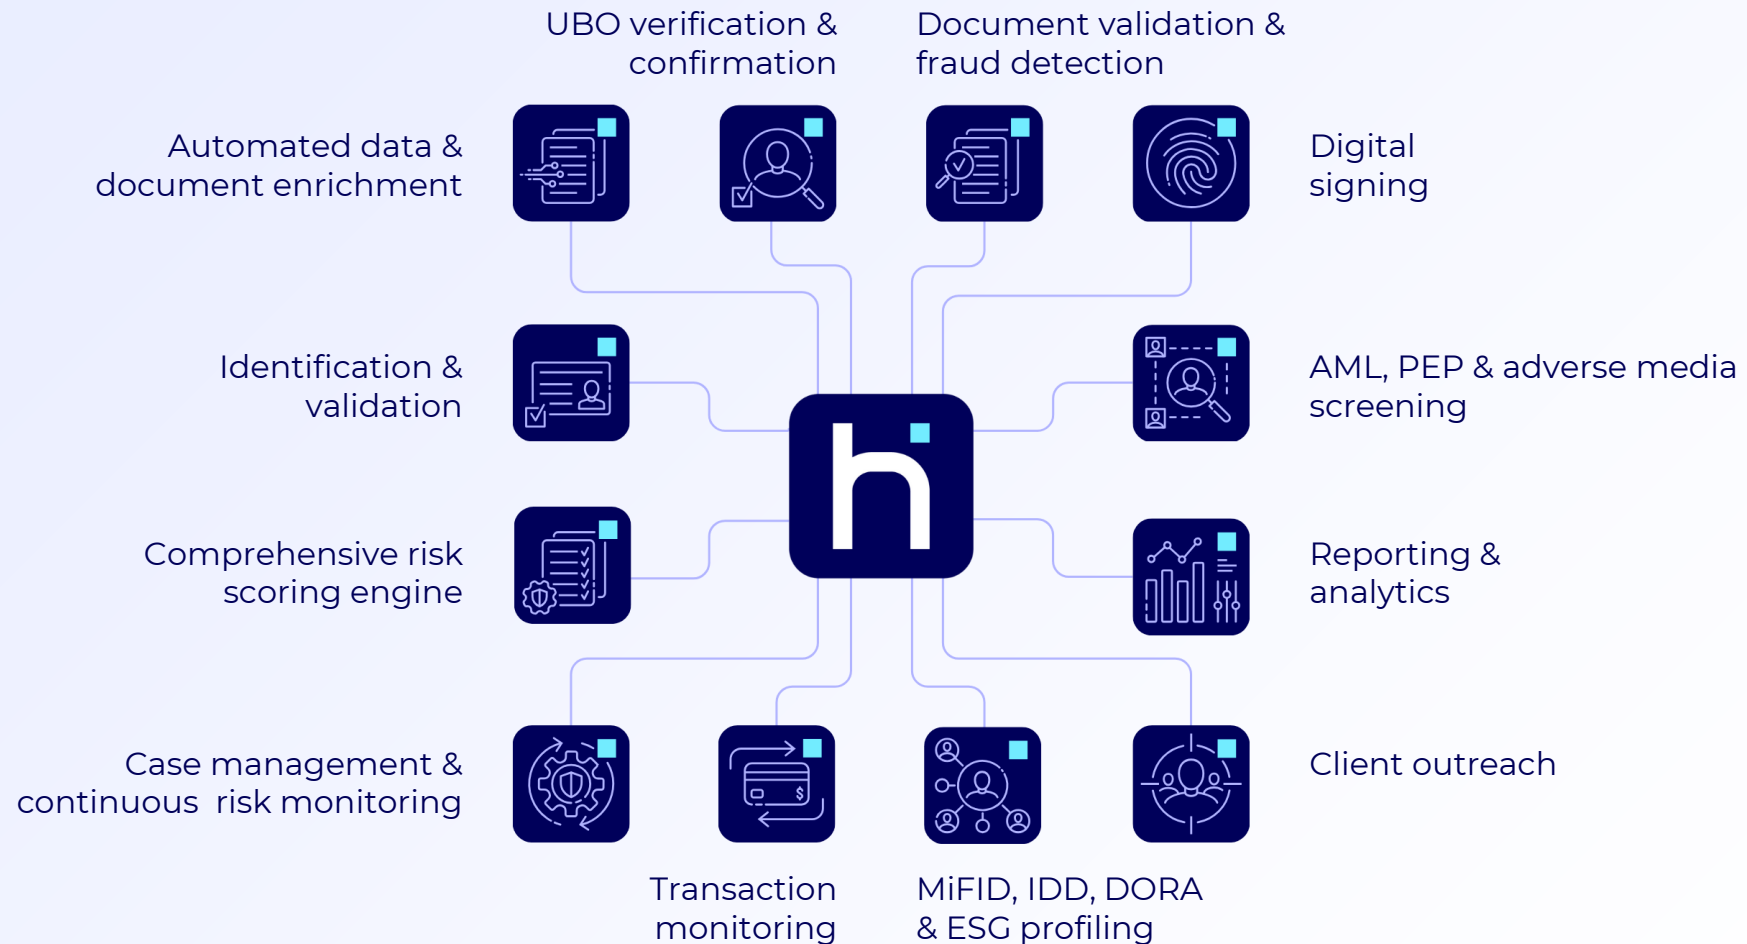 UBO verification &
confirmation
Document validation &
fraud detection
Automated data &
document enrichment
Digital
signing
Identification &
validation
AML, PEP & adverse media
screening
h
Comprehensive risk
scoring engine
Reporting &
analytics
Case management &
continuous  risk monitoring
$
Client outreach
Transaction
monitoring
MiFID, IDD, DORA
& ESG profiling